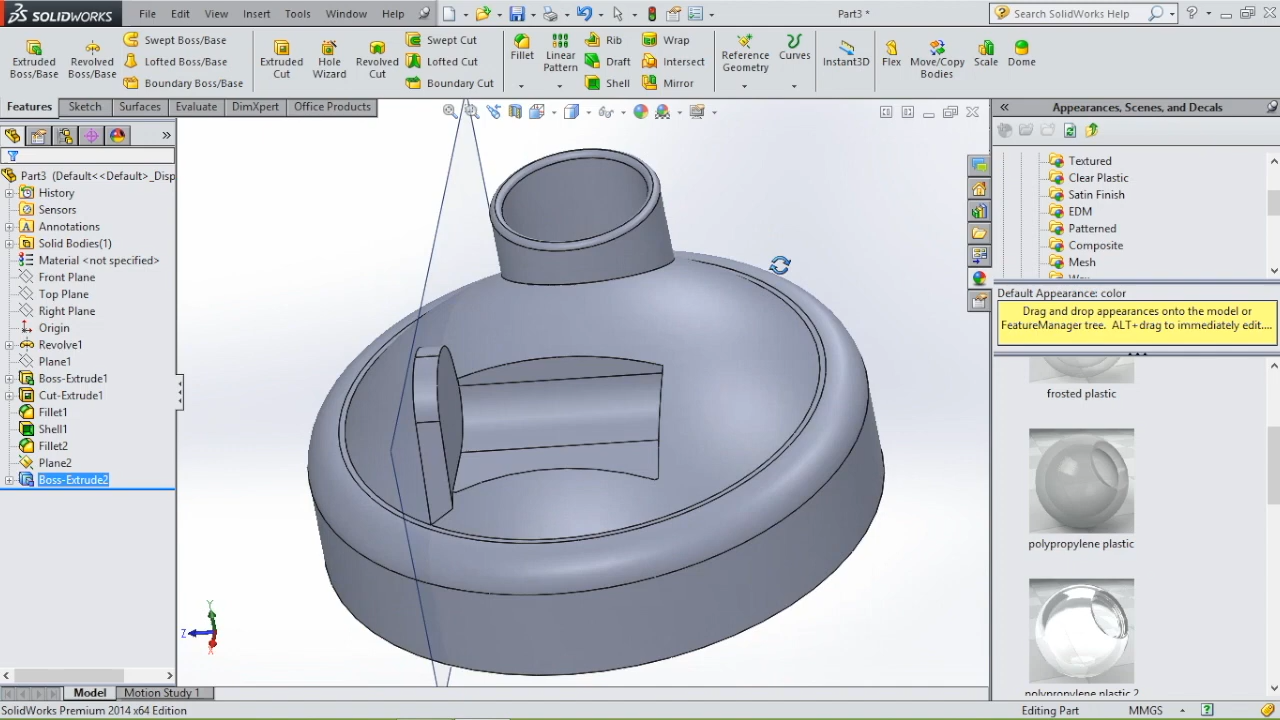 SOLIDWORKS File Edit View Insert Tools Window Help Part3 * Search SolidWorks Help
Extruded Boss/Base
Revolved Boss/Base
Swept Boss/Base
Lofted Boss/Base
Boundary Boss/Base
Extruded Cut
Hole Wizard
Revolved Cut
Swept Cut
Lofted Cut
Boundary Cut
Fillet
Linear Pattern
Rib
Draft
Shell
Wrap
Intersect
Mirror
Reference Geometry
Curves
Instant3D
Flex
Move/Copy Bodies
Scale
Dome
Features Sketch Surfaces Evaluate DimXpert Office Products
Part3 (Default<<Default>_Disp
History
Sensors
Annotations
Solid Bodies(1)
Material <not specified>
Front Plane
Top Plane
Right Plane
Origin
Revolve1
Plane1
Boss-Extrude1
Cut-Extrude1
Fillet1
Shell1
Fillet2
Plane2
Boss-Extrude2
Y
Z
X
Appearances, Scenes, and Decals
Textured
Clear Plastic
Satin Finish
EDM
Patterned
Composite
Mesh
Default Appearance: color
Drag and drop appearances onto the model or
FeatureManager tree. ALT+drag to immediately edit....
frosted plastic
polypropylene plastic
polypropylene plastic 2
Model Motion Study 1
SolidWorks Premium 2014 x64 Edition Editing Part MMGS